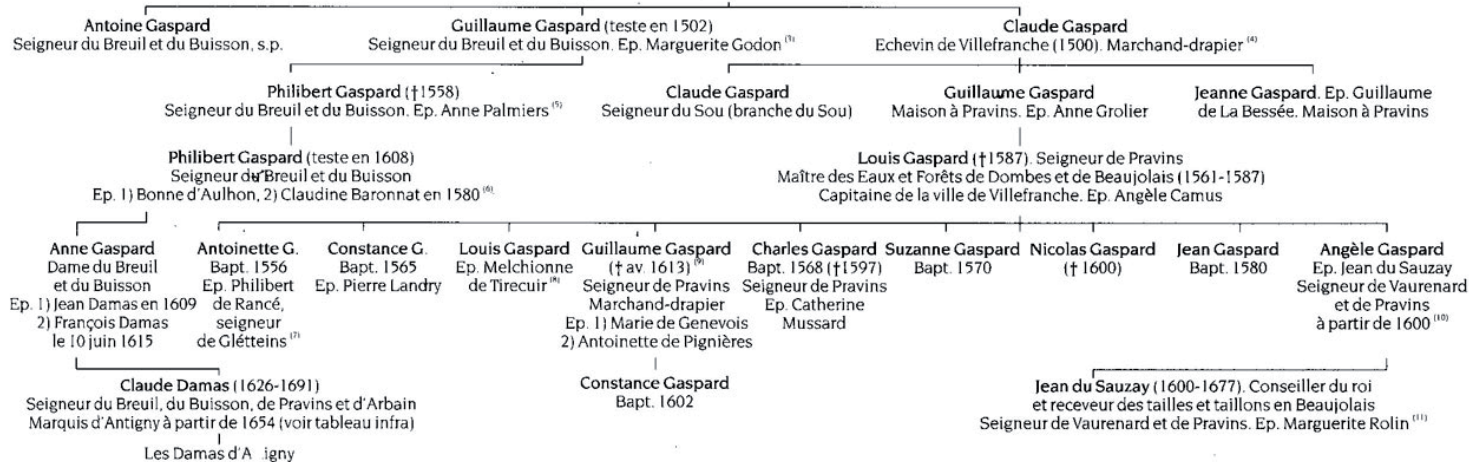 Antoine Gaspard
Seigneur du Breuil et du Buisson, s.p.
Guillaume Gaspard (teste en 1502)
Seigneur du Breuil et du Buisson. Ep. Marguerite Godon (3)
Claude Gaspard
Echevin de Villefranche (1500). Marchand-drapier (4)
Philibert Gaspard (†1558)
Seigneur du Breuil et du Buisson. Ep. Anne Palmiers (5)
Claude Gaspard
Seigneur du Sou (branche du Sou)
Guillaume Gaspard
Maison à Pravins. Ep. Anne Grolier
Jeanne Gaspard. Ep. Guillaume
de La Bessée. Maison à Pravins
Philibert Gaspard (teste en 1608)
Seigneur du Breuil et du Buisson
Ep. 1) Bonne d'Aulhon, 2) Claudine Baronnat en 1580 (6)
Louis Gaspard (†1587). Seigneur de Pravins
Maître des Eaux et Forêts de Dombes et de Beaujolais (1561-1587)
Capitaine de la ville de Villefranche. Ep. Angèle Camus
Anne Gaspard
Dame du Breuil
et du Buisson
Ep. 1) Jean Damas en 1609
2) François Damas
le 10 juin 1615
Antoinette G.
Bapt. 1556
Ep. Philibert
de Rancé,
seigneur
de Glétteins (7)
Constance G.
Bapt. 1565
Ep. Pierre Landry
Louis Gaspard
Ep. Melchionne
de Tirecuir (8)
Guillaume Gaspard
(† av. 1613) (9)
Seigneur de Pravins
Marchand-drapier
Ep. 1) Marie de Genevois
2) Antoinette de Pignières
Charles Gaspard
Bapt. 1568 (†1597)
Seigneur de Pravins
Ep. Catherine
Mussard
Suzanne Gaspard
Bapt. 1570
Nicolas Gaspard
(† 1600)
Jean Gaspard
Bapt. 1580
Angèle Gaspard
Ep. Jean du Sauzay
Seigneur de Vaurenard
et de Pravins
à partir de 1600 (10)
Claude Damas (1626-1691)
Seigneur du Breuil, du Buisson, de Pravins et d'Arbain
Marquis d'Antigny à partir de 1654 (voir tableau infra)
Les Damas d'A igny
Constance Gaspard
Bapt. 1602
Jean du Sauzay (1600-1677). Conseiller du roi
et receveur des tailles et taillons en Beaujolais
Seigneur de Vaurenard et de Pravins. Ep. Marguerite Rolin (11)